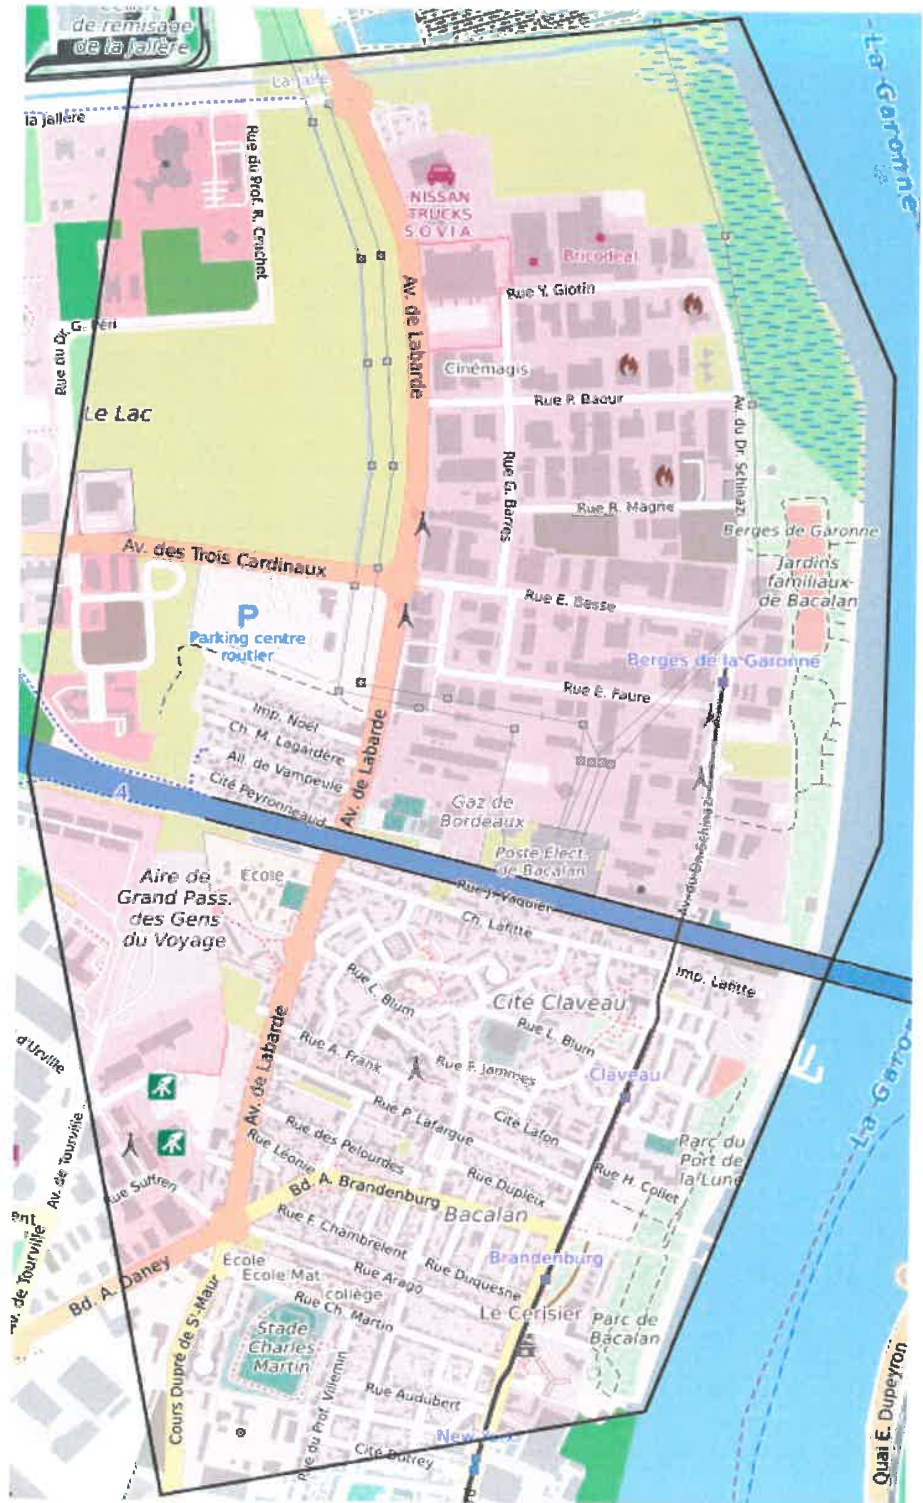 de remisage
de la Jallère
La Jalle
la Jallère
La Garonne
Rue du Prof. R. Cruchet
NISSAN
TRUCKS
SOVIA
Bricodeal
Rue Y. Glotin
Av. de Labarde
Rue du Dr. G. Péri
Cinémagis
Rue P. Baour
Le Lac
Av. du Dr. Schinazi
Rue G. Barres
Rue R. Magne
Berges de Garonne
Av. des Trois Cardinaux
Jardins
familiaux
de Bacalan
Rue E. Basse
P
Parking centre
routier
Berges de la Garonne
Rue E. Faure
Imp. Noël
Ch. M. Lagardère
All. de Vampeule
Cité Peyronneaud
Av. de Labarde
4
Gaz de
Bordeaux
Poste Élect.
de Bacalan
Av. du Dr. Schinazi
Aire de
Grand Pass.
des Gens
du Voyage
École
Rue J. Vaquier
Ch. Lafitte
Imp. Lafitte
Rue L. Blum
Cité Claveau
Rue L. Blum
La Garo
d'Urville
Av. de Labarde
Rue A. Frank
Rue F. Jammes
Claveau
Rue P. Lafargue
Cité Lafon
Av. de Tourville
Rue des Pelourdes
Rue Léonie
Parc du
Port de
la Lune
Rue Suffren
Rue H. Collet
Rue Dupleix
Bd. A. Brandenburg
Bacalan
ent
Av. de Tourville
Rue F. Chambrelent
École
École Mat.
collège
Rue Arago
Rue Duquesne
Brandenburg
Bd. A. Daney
Rue Ch. Martin
Le Cerisier
Parc de
Bacalan
Stade
Charles
Martin
Cours Dupré de St-Maur
Rue du Prof. Villemin
Rue Audubert
Quai E. Dupeyron
New
Cité Butrey